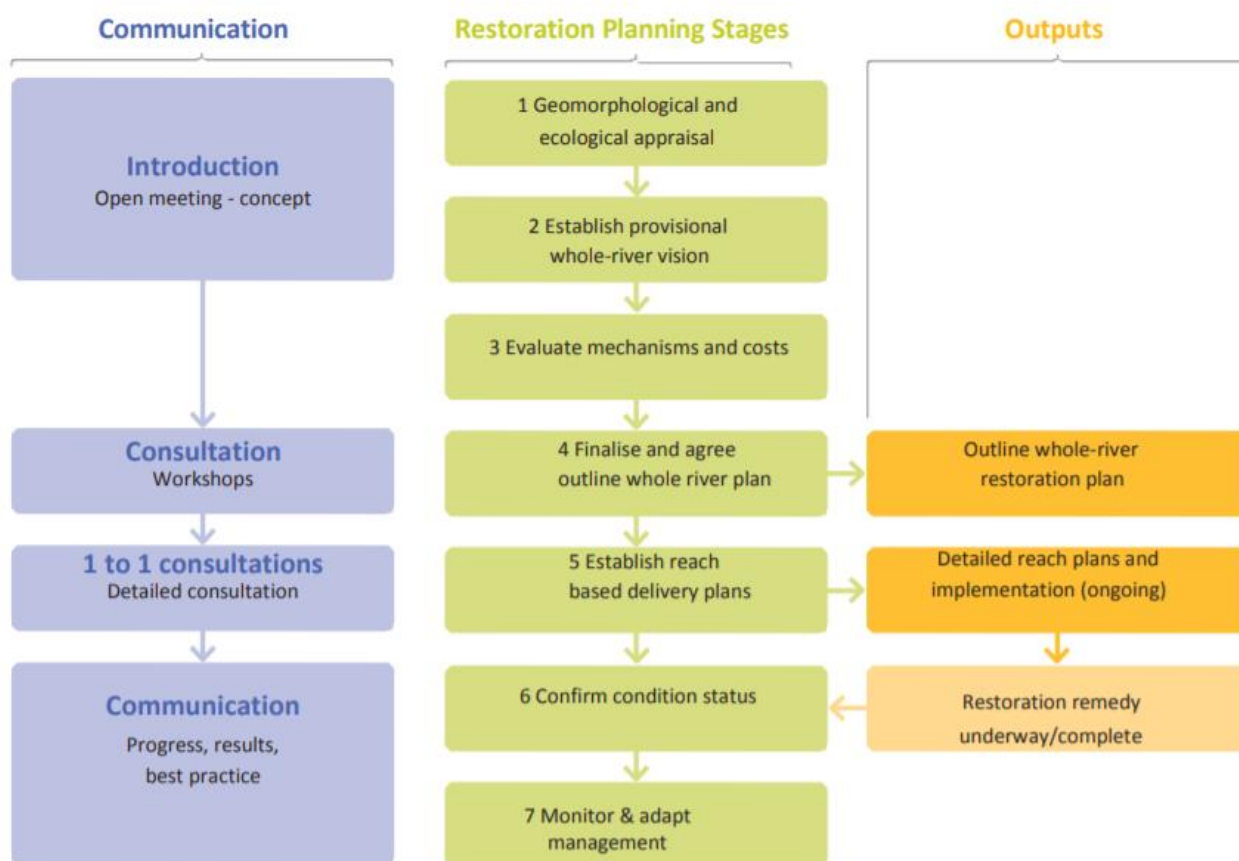 Communication
Introduction
Open meeting - concept
Consultation
Workshops
1 to 1 consultations
Detailed consultation
Communication
Progress, results,
best practice
Restoration Planning Stages
1 Geomorphological and
ecological appraisal
2 Establish provisional
whole-river vision
3 Evaluate mechanisms and costs
4 Finalise and agree
outline whole river plan
5 Establish reach
based delivery plans
6 Confirm condition status
7 Monitor & adapt
management
Outputs
Outline whole-river
restoration plan
Detailed reach plans and
implementation (ongoing)
Restoration remedy
underway/complete